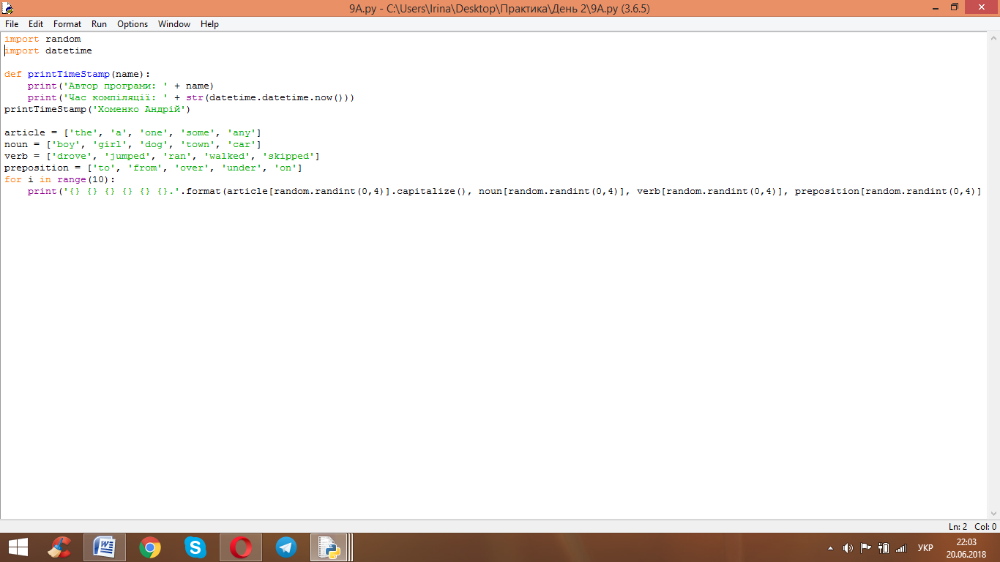 9A.py - C:\Users\Irina\Desktop\Практика\День 2\9A.py (3.6.5)
File Edit Format Run Options Window Help
import random
import datetime
def printTimeStamp(name):
    print('Автор програми: ' + name)
    print('Час компіляції: ' + str(datetime.datetime.now()))
printTimeStamp('Хоменко Андрій')
article = ['the', 'a', 'one', 'some', 'any']
noun = ['boy', 'girl', 'dog', 'town', 'car']
verb = ['drove', 'jumped', 'ran', 'walked', 'skipped']
preposition = ['to', 'from', 'over', 'under', 'on']
for i in range(10):
    print('{} {} {} {} {} {}.'.format(article[random.randint(0,4)].capitalize(), noun[random.randint(0,4)], verb[random.randint(0,4)], preposition[random.randint(0,4)]
Ln: 2 Col: 0
УКР
22:03
20.06.2018